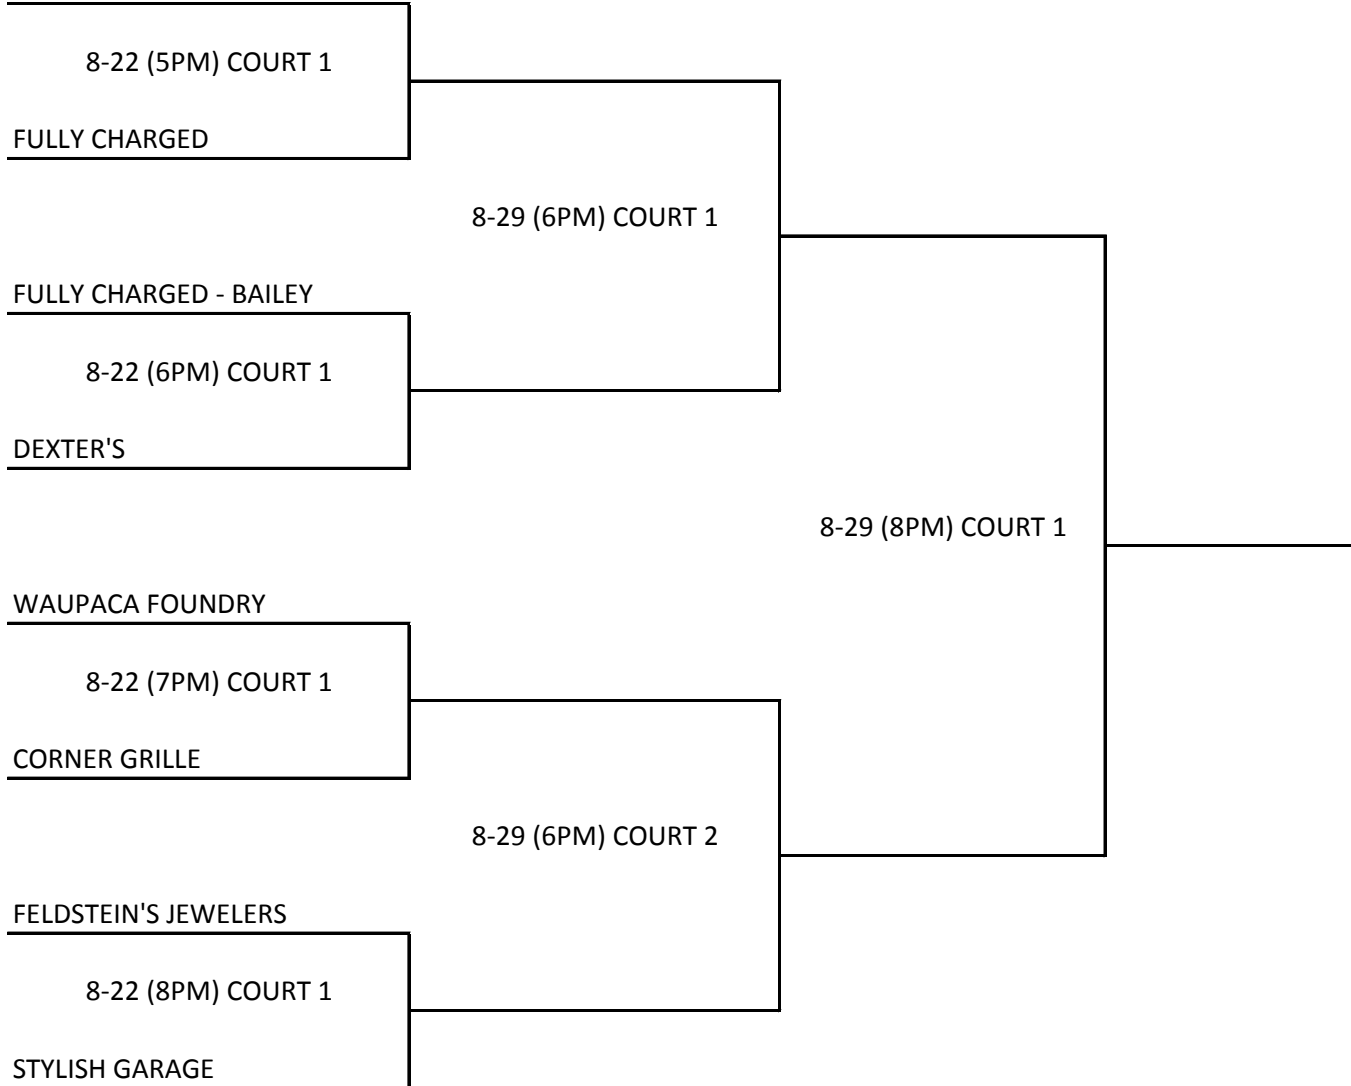 8-22 (5PM) COURT 1
FULLY CHARGED
8-29 (6PM) COURT 1
FULLY CHARGED - BAILEY
8-22 (6PM) COURT 1
DEXTER'S
8-29 (8PM) COURT 1
WAUPACA FOUNDRY
8-22 (7PM) COURT 1
CORNER GRILLE
8-29 (6PM) COURT 2
FELDSTEIN'S JEWELERS
8-22 (8PM) COURT 1
STYLISH GARAGE